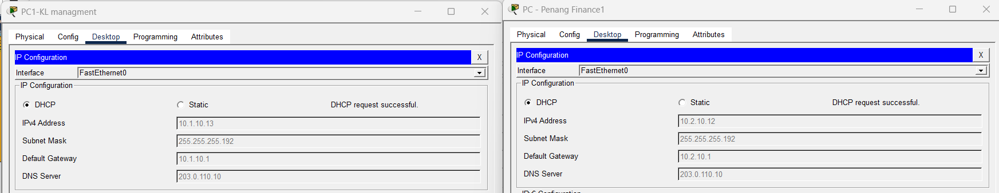 PC1-KL managment
Physical Config Desktop Programming Attributes
IP Configuration X
Interface FastEthernet0
IP Configuration
DHCP Static DHCP request successful.
IPv4 Address 10.1.10.13
Subnet Mask 255.255.255.192
Default Gateway 10.1.10.1
DNS Server 203.0.110.10
PC - Penang Finance1
Physical Config Desktop Programming Attributes
IP Configuration X
Interface FastEthernet0
IP Configuration
DHCP Static DHCP request successful.
IPv4 Address 10.2.10.12
Subnet Mask 255.255.255.192
Default Gateway 10.2.10.1
DNS Server 203.0.110.10
IPv6 Configuration